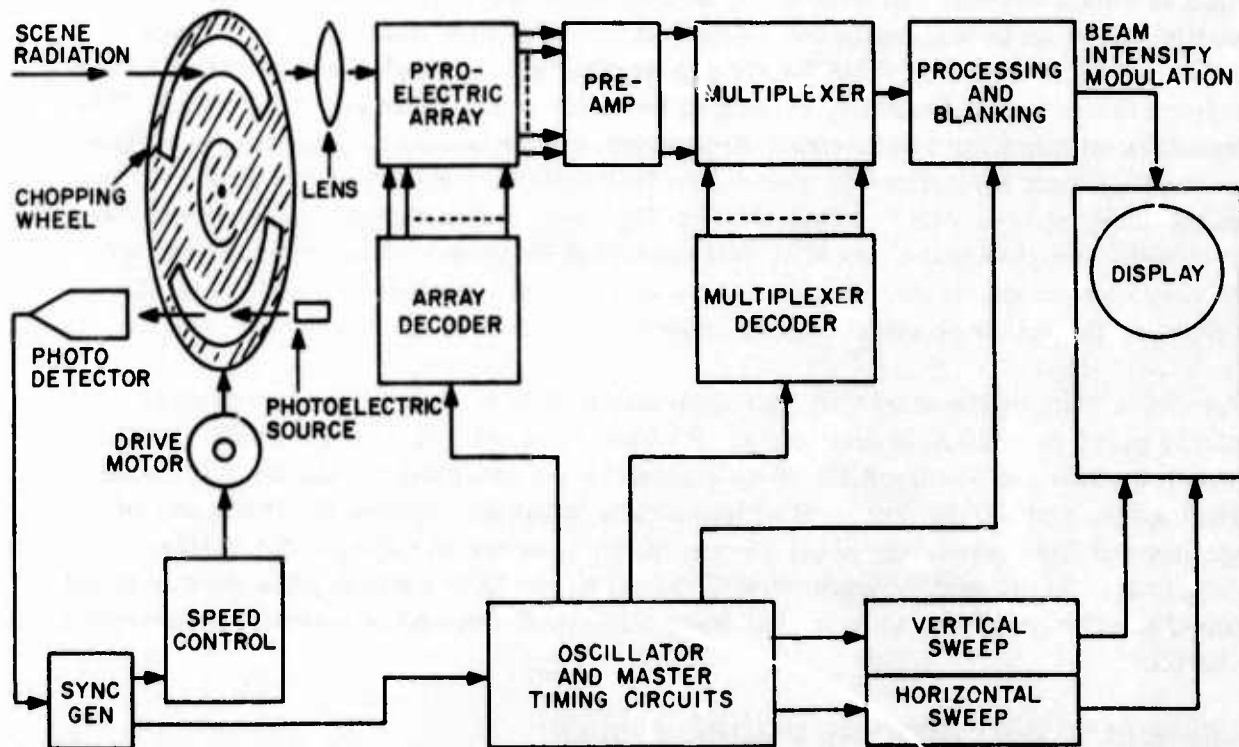 SCENE
RADIATION
CHOPPING
WHEEL
LENS
PYRO-
ELECTRIC
ARRAY
PRE-
AMP
MULTIPLEXER
PROCESSING
AND
BLANKING
BEAM
INTENSITY
MODULATION
DISPLAY
ARRAY
DECODER
MULTIPLEXER
DECODER
PHOTO
DETECTOR
PHOTOELECTRIC
SOURCE
DRIVE
MOTOR
SPEED
CONTROL
SYNC
GEN
OSCILLATOR
AND MASTER
TIMING CIRCUITS
VERTICAL
SWEEP
HORIZONTAL
SWEEP